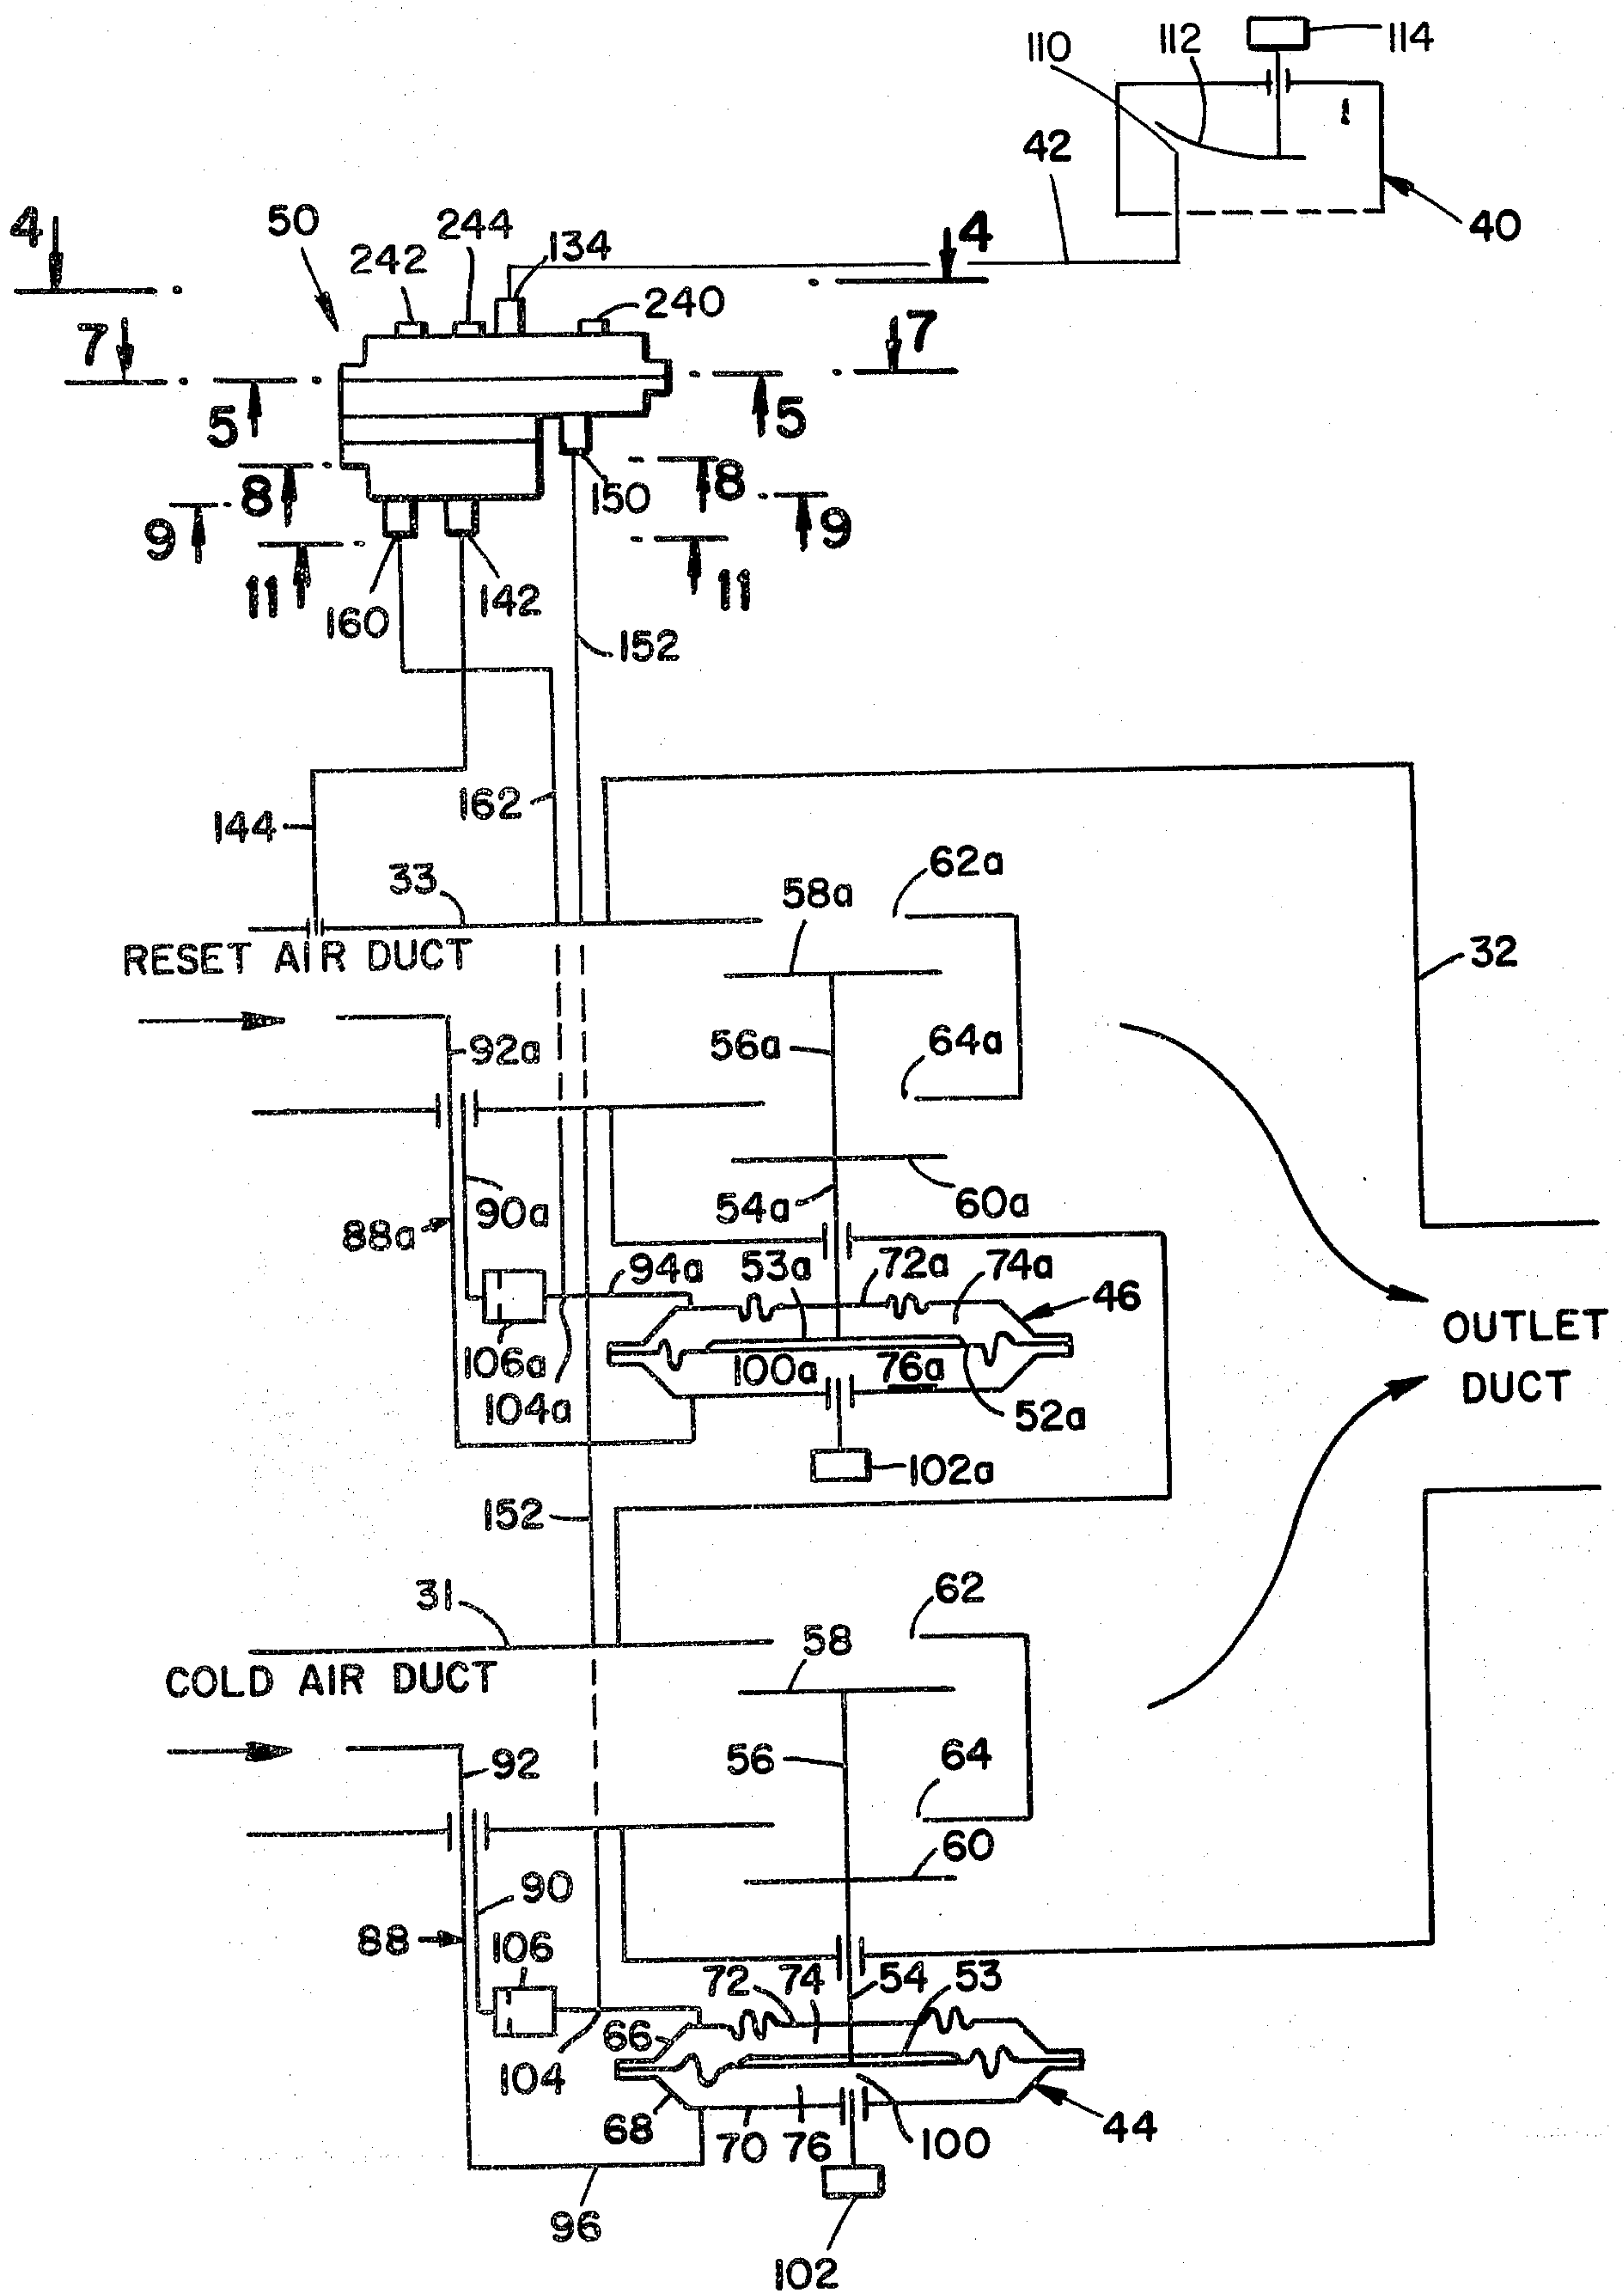 110 112 114
42
40
4 50 242 244 134 4
240
7 7
5 5
8 150 8
9 9
11 160 142 11
152
162
144
33 62a
58a
RESET AIR DUCT 32
92a 56a 64a
90a 54a 60a
88a
94a 53a 72a 74a 46
OUTLET
DUCT
106a 100a 76a
104a 52a
102a
152
31 62
58
COLD AIR DUCT
92 56 64
60
90
88 106
72 74 54 53
66
104
68 70 76 100 44
96
102